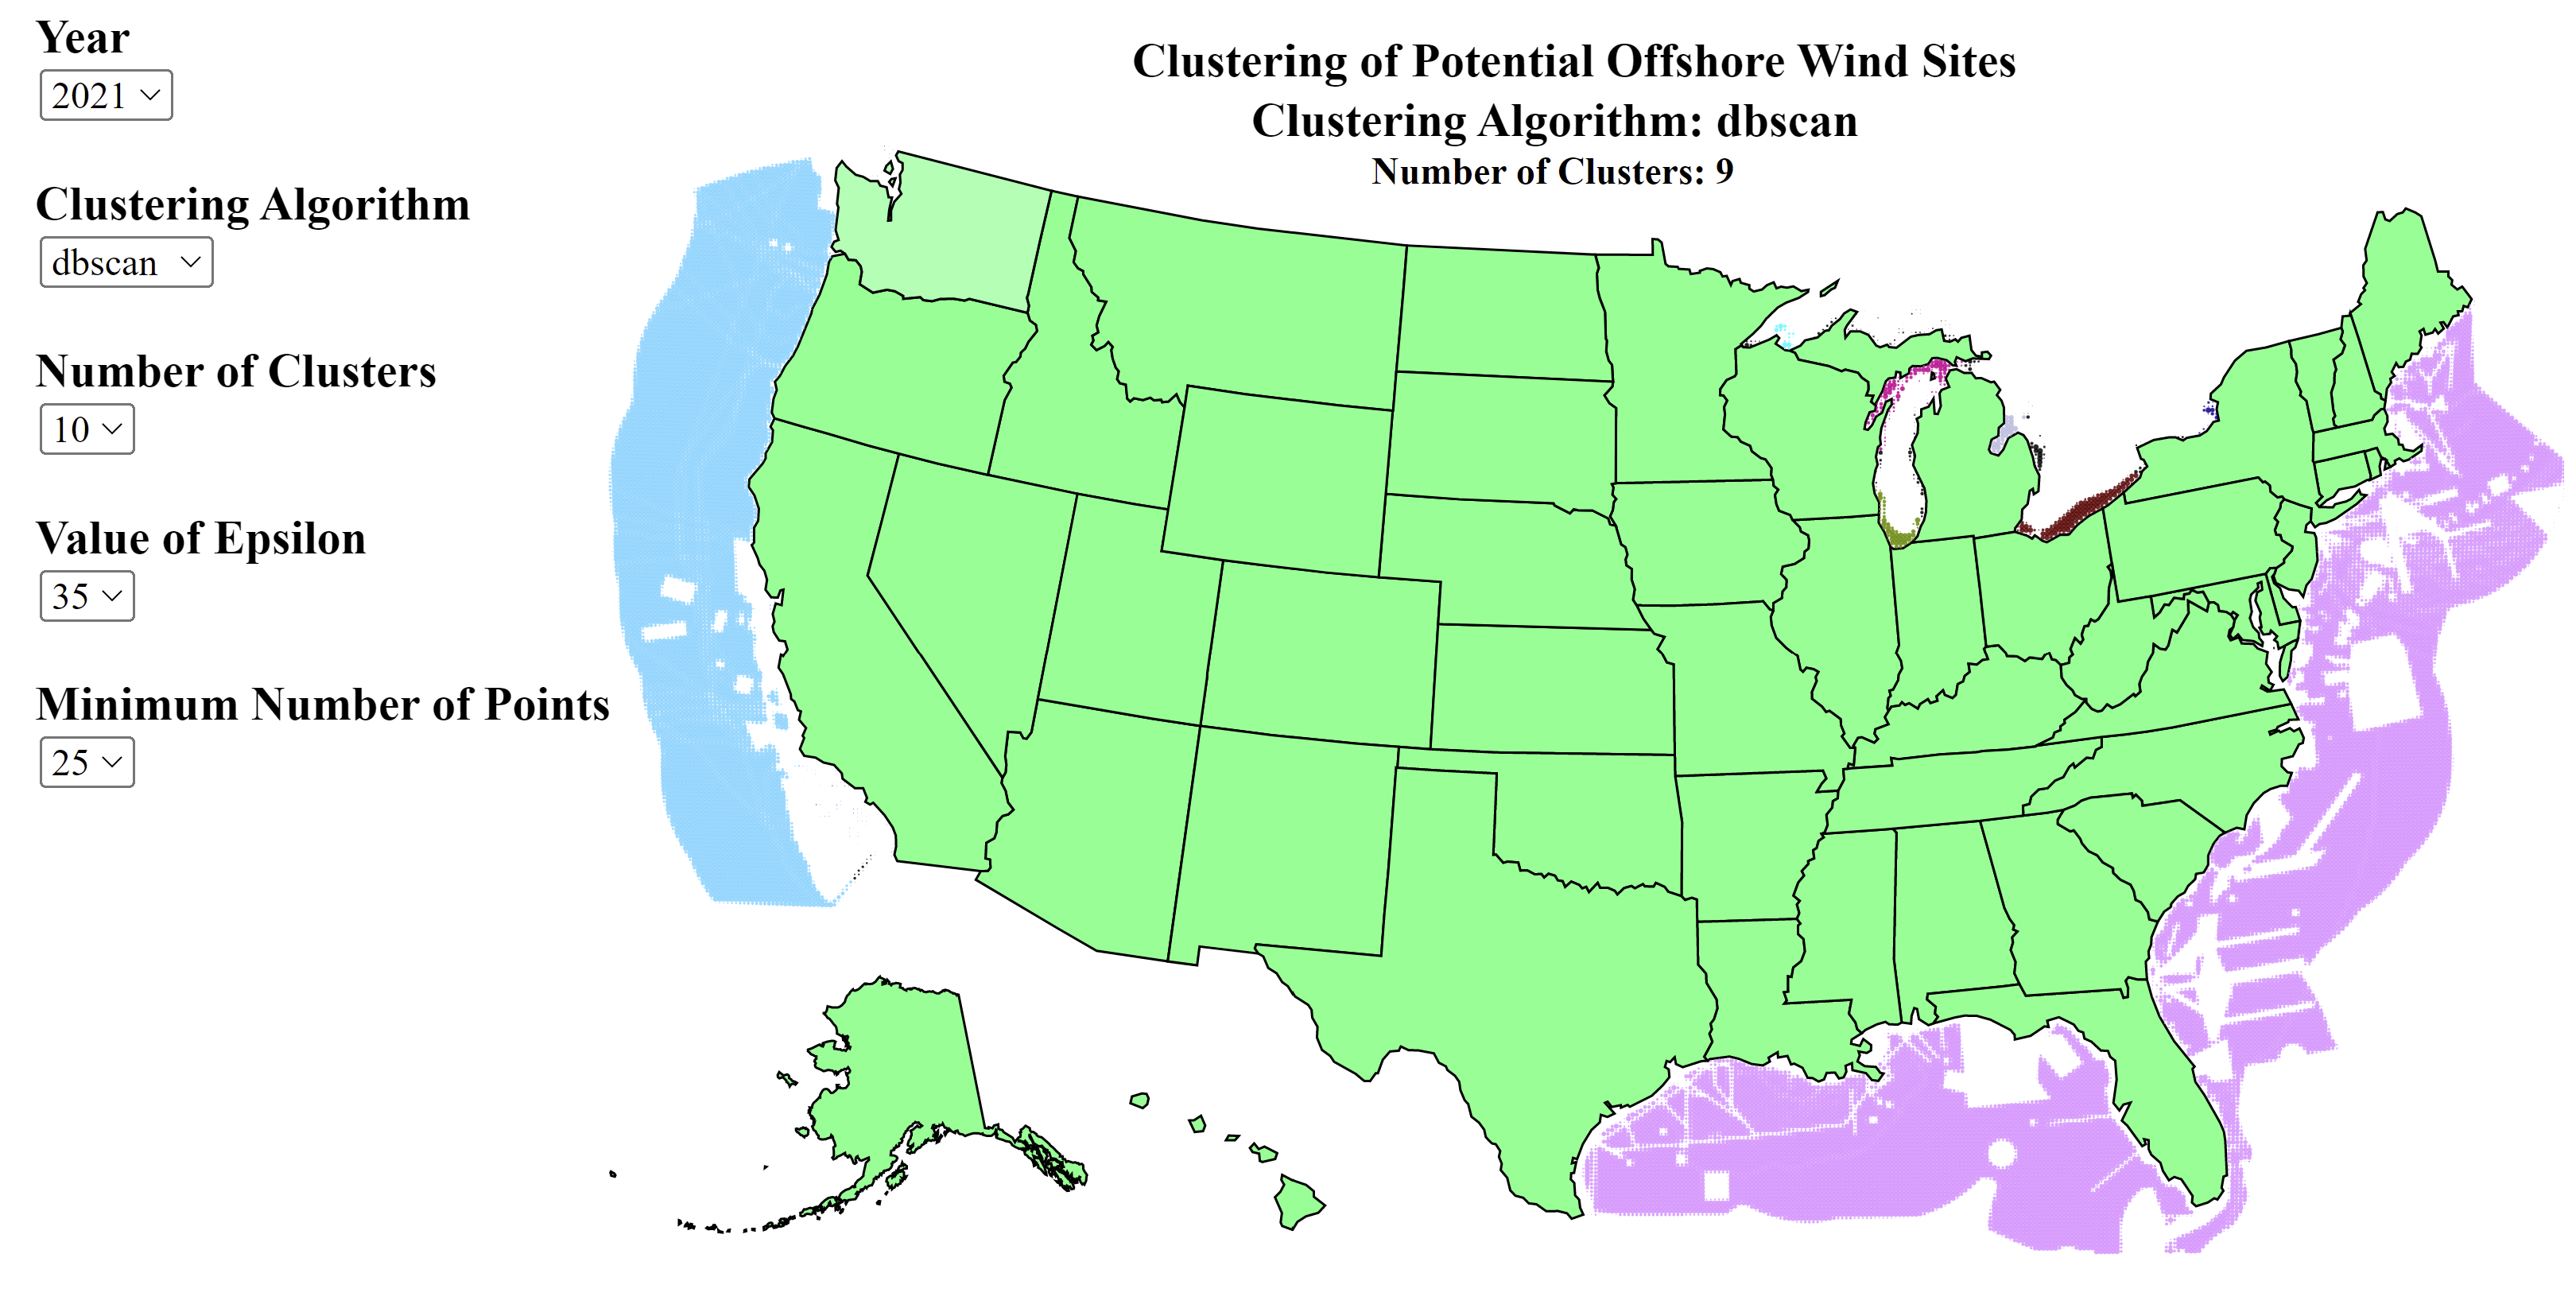 Year
2021
Clustering Algorithm
dbscan
Number of Clusters
10
Value of Epsilon
35
Minimum Number of Points
25
Clustering of Potential Offshore Wind Sites
Clustering Algorithm: dbscan
Number of Clusters: 9